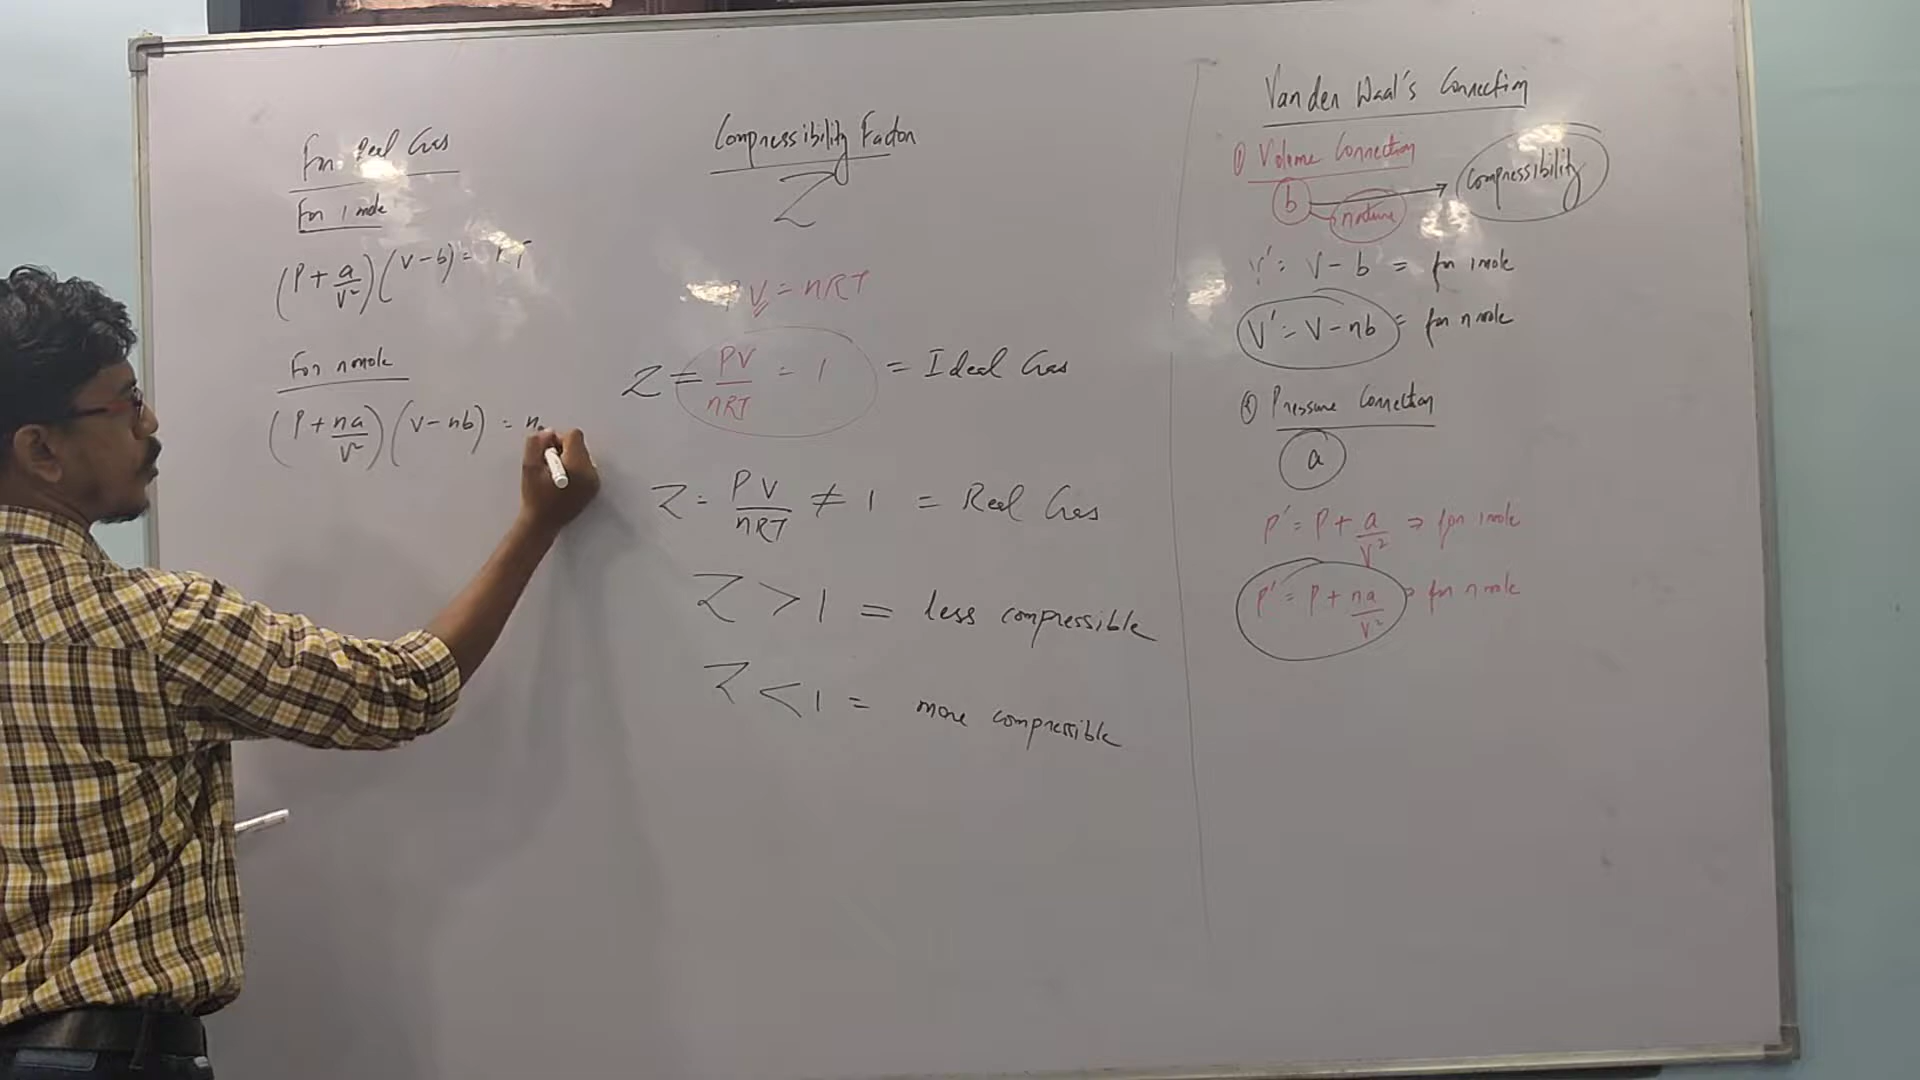 For Real Gas
For 1 mole
(P + a/V²)(V-b) = RT
For n mole
(P + na/V²)(V-nb) = n
Compressibility Factor
Z
PV = nRT
Z = PV/nRT = 1 = Ideal Gas
Z = PV/nRT ≠ 1 = Real Gas
Z > 1 = less compressible
Z < 1 = more compressible
Van der Waal's Correction
① Volume Correction
b nature → compressibility
V' = V - b = for 1 mole
V' = V - nb = for n mole
Pressure Correction
a
P' = P + a/V² ⇒ for 1 mole
P' = P + na/V² ⇒ for n mole